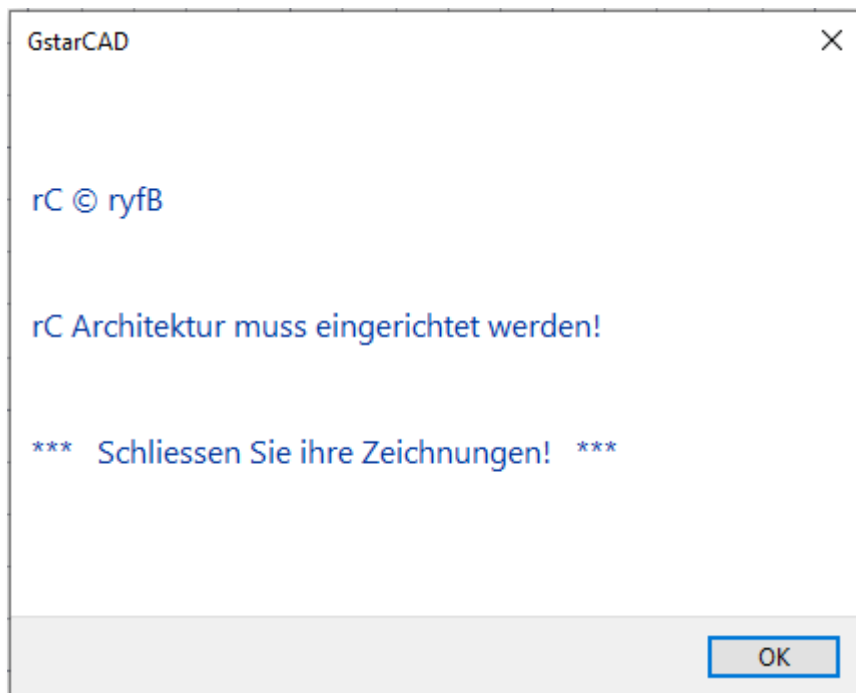 GstarCAD
rC © ryfB
rC Architektur muss eingerichtet werden!
*** Schliessen Sie ihre Zeichnungen! ***
OK